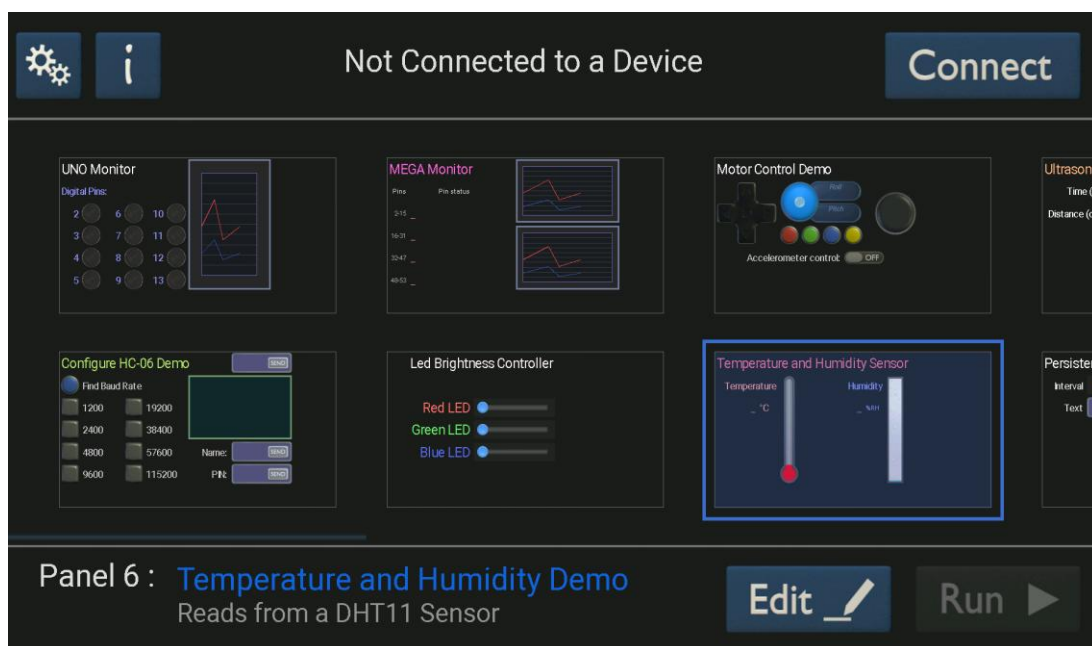 i
Not Connected to a Device
Connect
UNO Monitor
Digital Pins:
2 6 10
3 7 11
4 8 12
5 9 13
MEGA Monitor
Pins Pin status
2-15 _
16-31 _
32-47 _
48-53 _
Motor Control Demo
Roll
Pitch
Accelerometer control: OFF
Ultrason
Time (
Distance (c
Configure HC-06 Demo SEND
Find Baud Rate
1200 19200
2400 38400
4800 57600 Name: SEND
9600 115200 PIN: SEND
Led Brightness Controller
Red LED
Green LED
Blue LED
Temperature and Humidity Sensor
Temperature Humidity
_ °C _ %RH
Persiste
Interval
Text
Panel 6 : Temperature and Humidity Demo
Reads from a DHT11 Sensor
Edit
Run